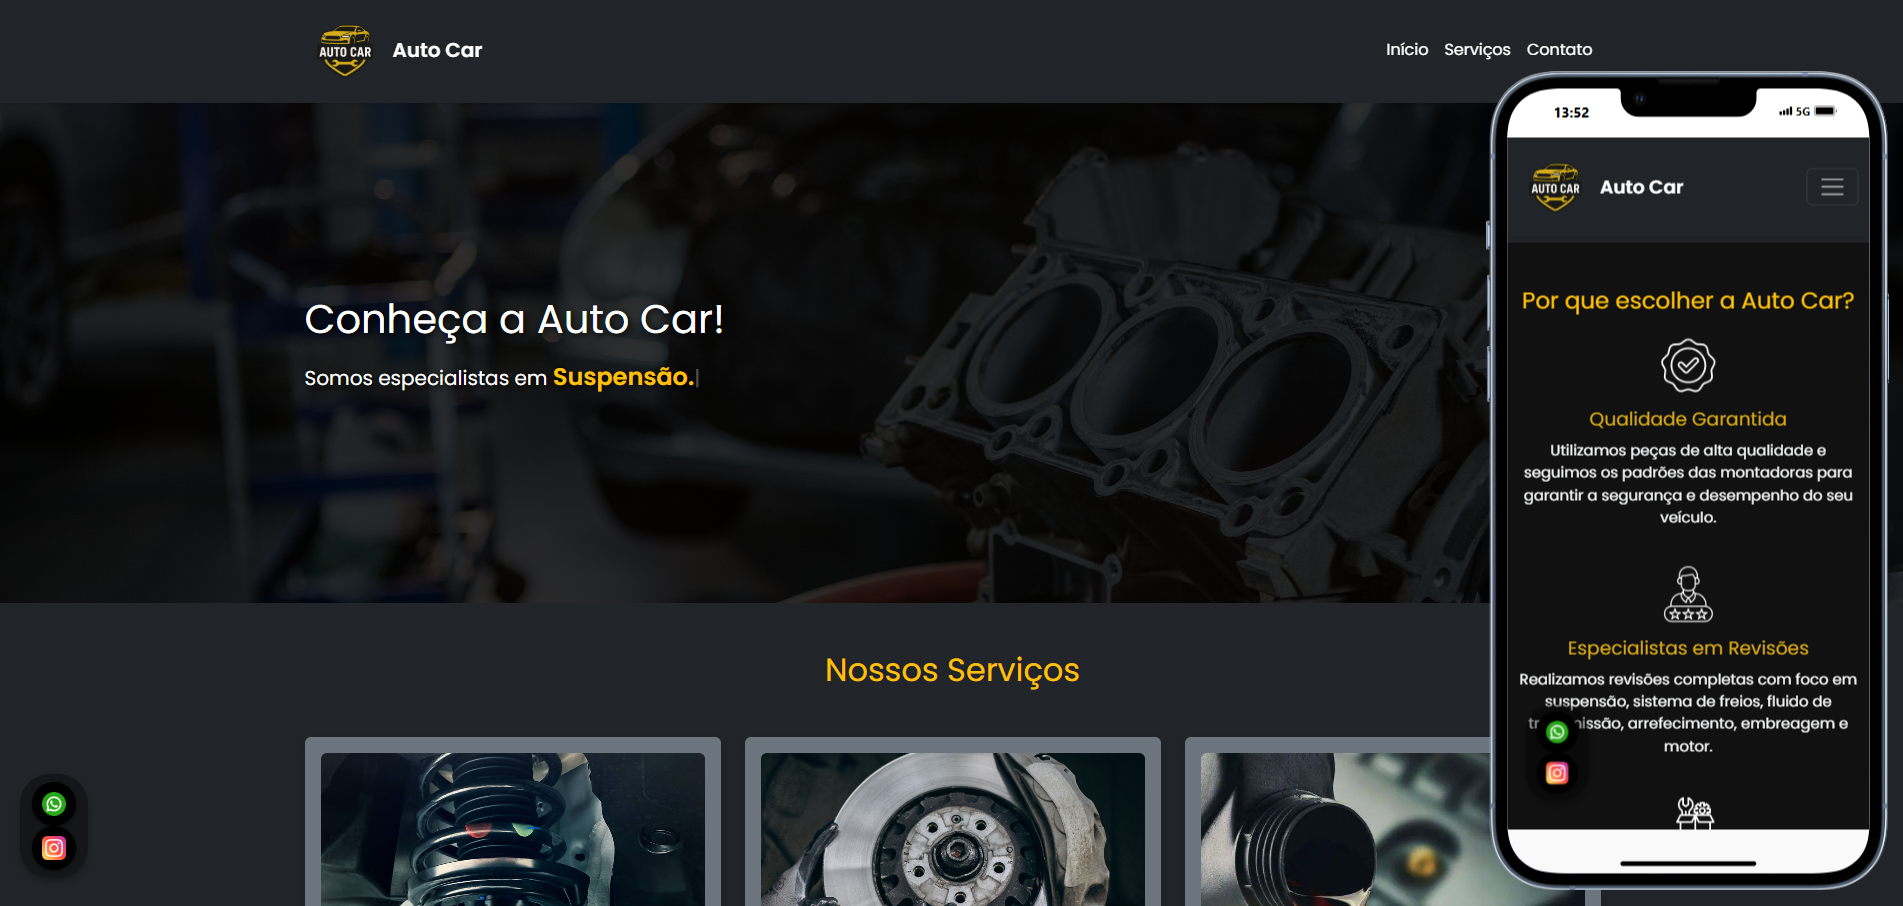 AUTO CAR
Auto Car
Início Serviços Contato
Conheça a Auto Car!
Somos especialistas em Suspensão.|
Nossos Serviços
13:52
5G
AUTO CAR
Auto Car
Por que escolher a Auto Car?
Qualidade Garantida
Utilizamos peças de alta qualidade e
seguimos os padrões das montadoras para
garantir a segurança e desempenho do seu
veículo.
Especialistas em Revisões
Realizamos revisões completas com foco em
suspensão, sistema de freios, fluido de
arrefecimento, embreagem e
motor.